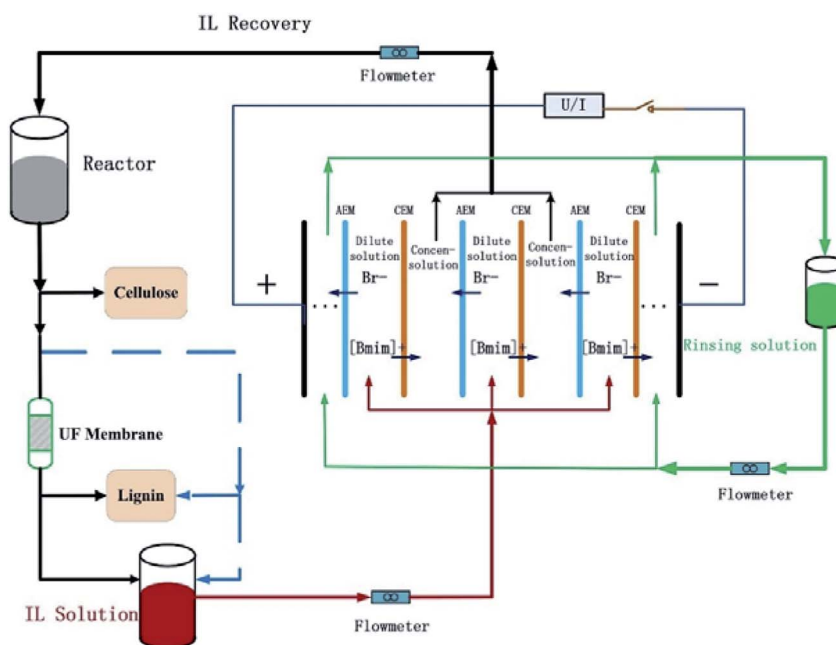 IL Recovery
Flowmeter
U/I
Reactor
AEM
CEM
AEM
CEM
AEM
CEM
Dilute
solution
Concen-
solution
Dilute
solution
Concen-
solution
Dilute
solution
Br-
Br-
Br-
+
...
...
−
Cellulose
[Bmim]+
[Bmim]+
[Bmim]+
Rinsing solution
UF Membrane
Lignin
Flowmeter
IL Solution
Flowmeter